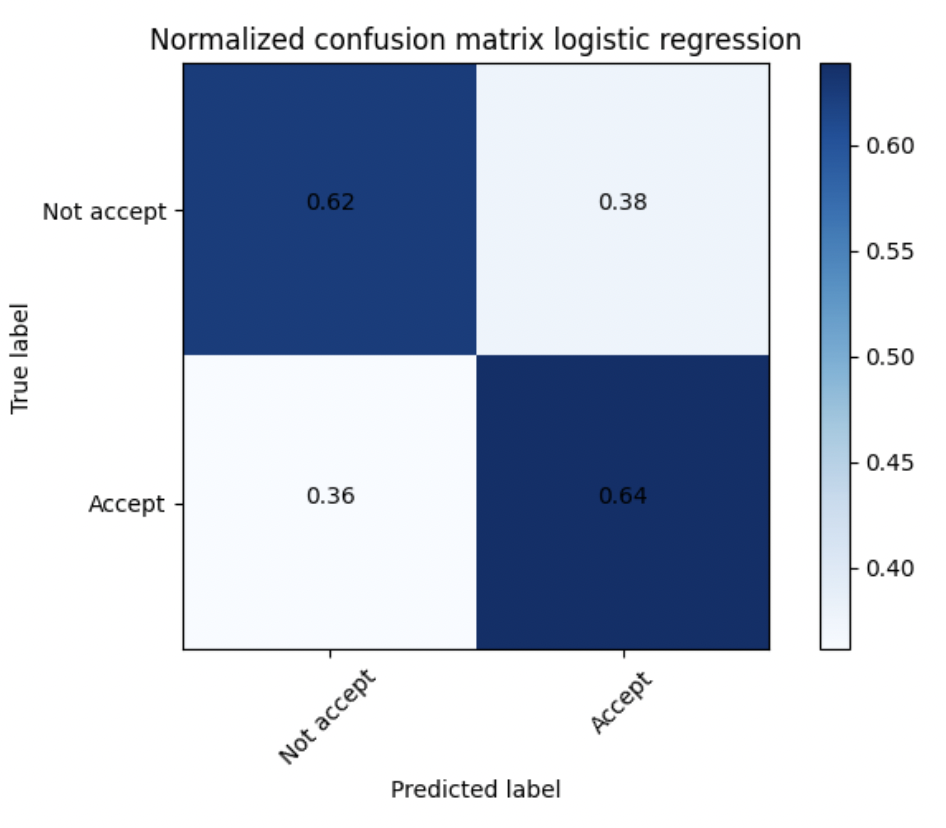 Normalized confusion matrix logistic regression
0.62
0.38
0.60
Not accept
0.55
True label
0.50
0.45
Accept
0.36
0.64
0.40
Not accept
Accept
Predicted label